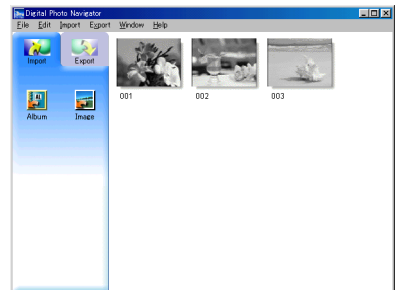 Digital Photo Navigator
File Edit Import Export Window Help
Import Export
001 002 003
Album Image